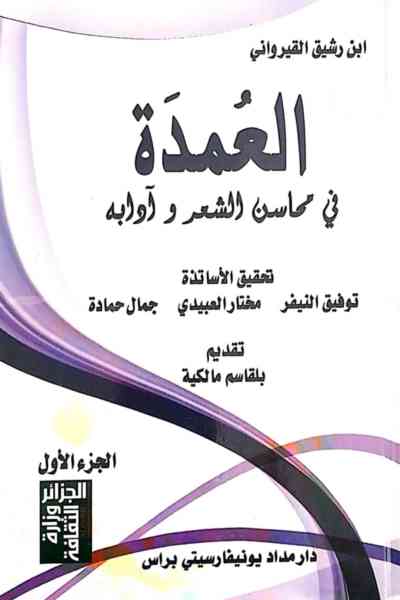 ابن رشيق القيرواني
العُمدَة
في محاسن الشعر و آدابه
تحقيق الأساتذة
توفيق النيفر مختار العبيدي جمال حمادة
تقديم
بلقاسم مالكية
الجزء الأول
الجزائر
وزارة
الثقافة
دار مداد يونيفارسيتي براس